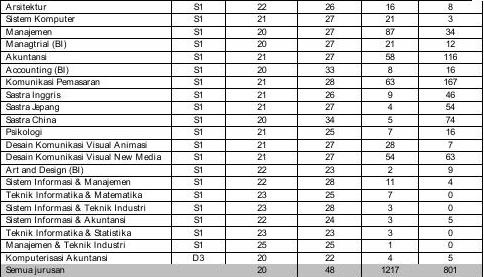 Arsitektur S1 22 26 16 8
Sistem Komputer S1 21 27 21 3
Manajemen S1 20 27 87 34
Managtrial (BI) S1 20 27 21 12
Akuntansi S1 21 27 58 116
Accounting (BI) S1 20 33 8 16
Komunikasi Pemasaran S1 21 28 63 167
Sastra Inggris S1 21 26 9 46
Sastra Jepang S1 21 27 4 54
Sastra China S1 20 34 5 74
Psikologi S1 21 25 7 16
Desain Komunikasi Visual Animasi S1 21 27 28 7
Desain Komunikasi Visual New Media S1 21 27 54 63
Art and Design (BI) S1 22 23 2 9
Sistem Informasi & Manajemen S1 22 28 11 4
Teknik Informatika & Matematika S1 23 25 7 0
Sistem Informasi & Teknik Industri S1 23 28 3 0
Sistem Informasi & Akuntansi S1 22 24 3 5
Teknik Informatika & Statistika S1 23 23 3 0
Manajemen & Teknik Industri S1 25 25 1 0
Komputerisasi Akuntansi D3 20 22 4 5
Semua jurusan 20 48 1217 801